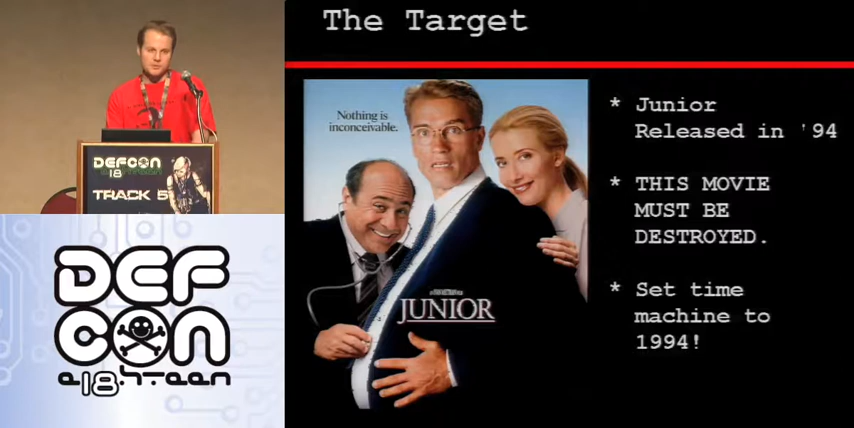 The Target
DEFCON
18
TRACK 5
DEF
CON
e18hteen
Nothing is
inconceivable.
JUNIOR
* Junior
Released in '94
* THIS MOVIE
MUST BE
DESTROYED.
* Set time
machine to
1994!